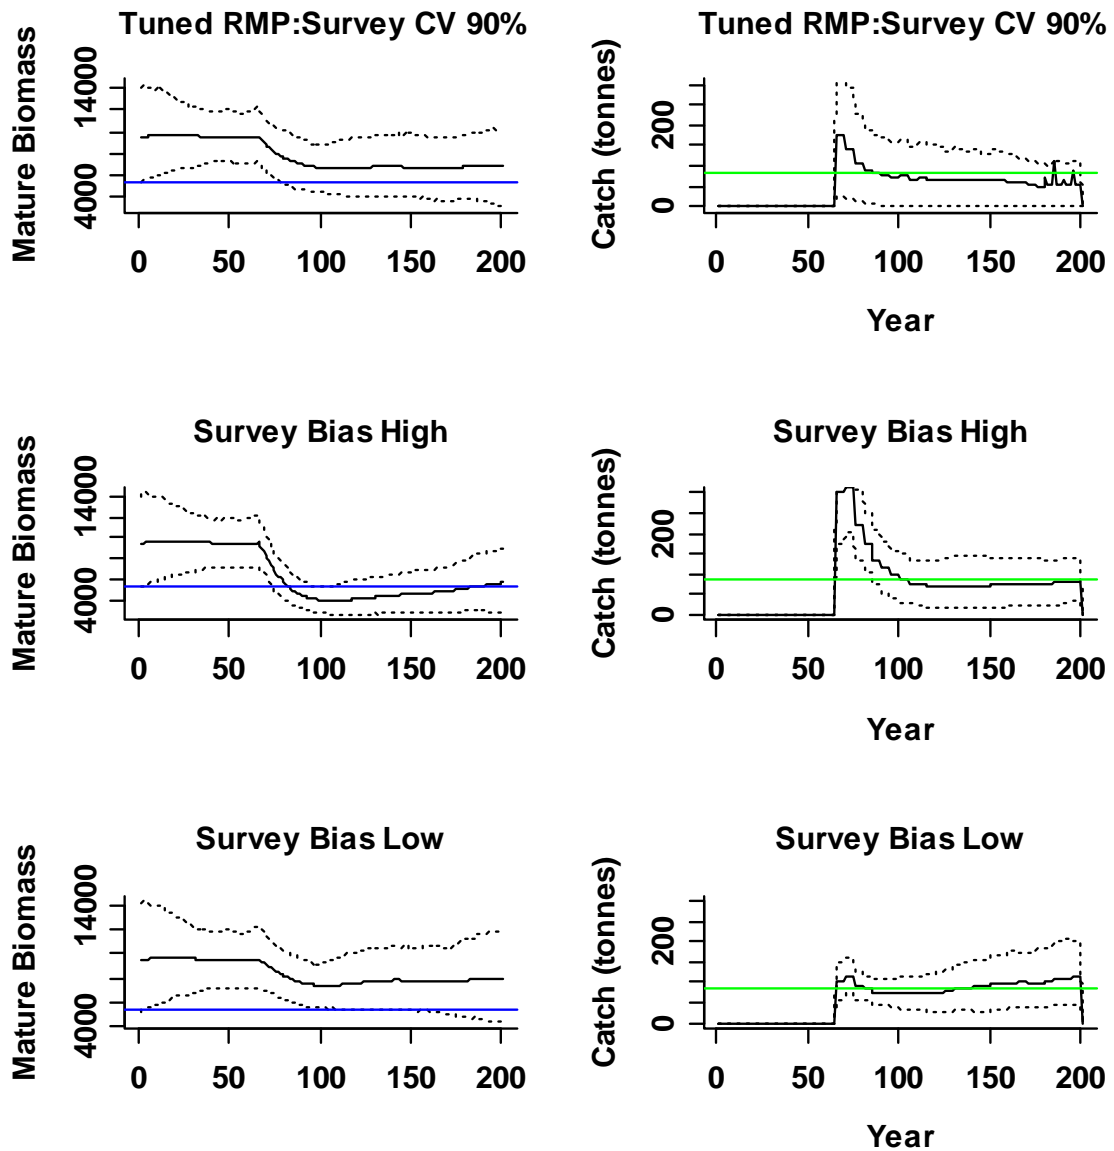 Tuned RMP:Survey CV 90%
Mature Biomass
14000
4000
0 50 100 150 200
Tuned RMP:Survey CV 90%
Catch (tonnes)
200
0
0 50 100 150 200
Year
Survey Bias High
Mature Biomass
14000
4000
0 50 100 150 200
Survey Bias High
Catch (tonnes)
200
0
0 50 100 150 200
Year
Survey Bias Low
Mature Biomass
14000
4000
0 50 100 150 200
Survey Bias Low
Catch (tonnes)
200
0
0 50 100 150 200
Year